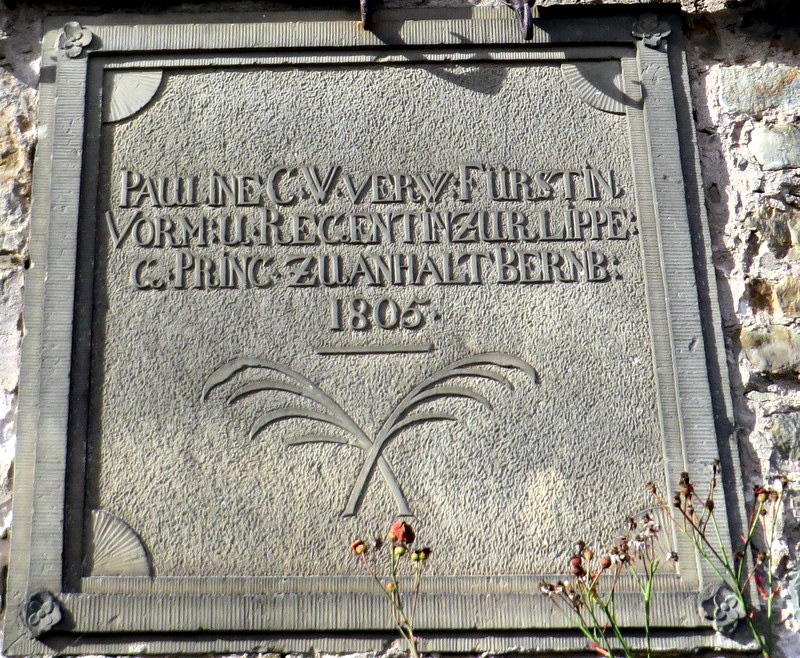 PAULINE C. W. VERW: FÜRSTIN.
VORM: U. REGENTIN ZUR LIPPE:
G. PRINC. ZU ANHALT BERNB:
1805.